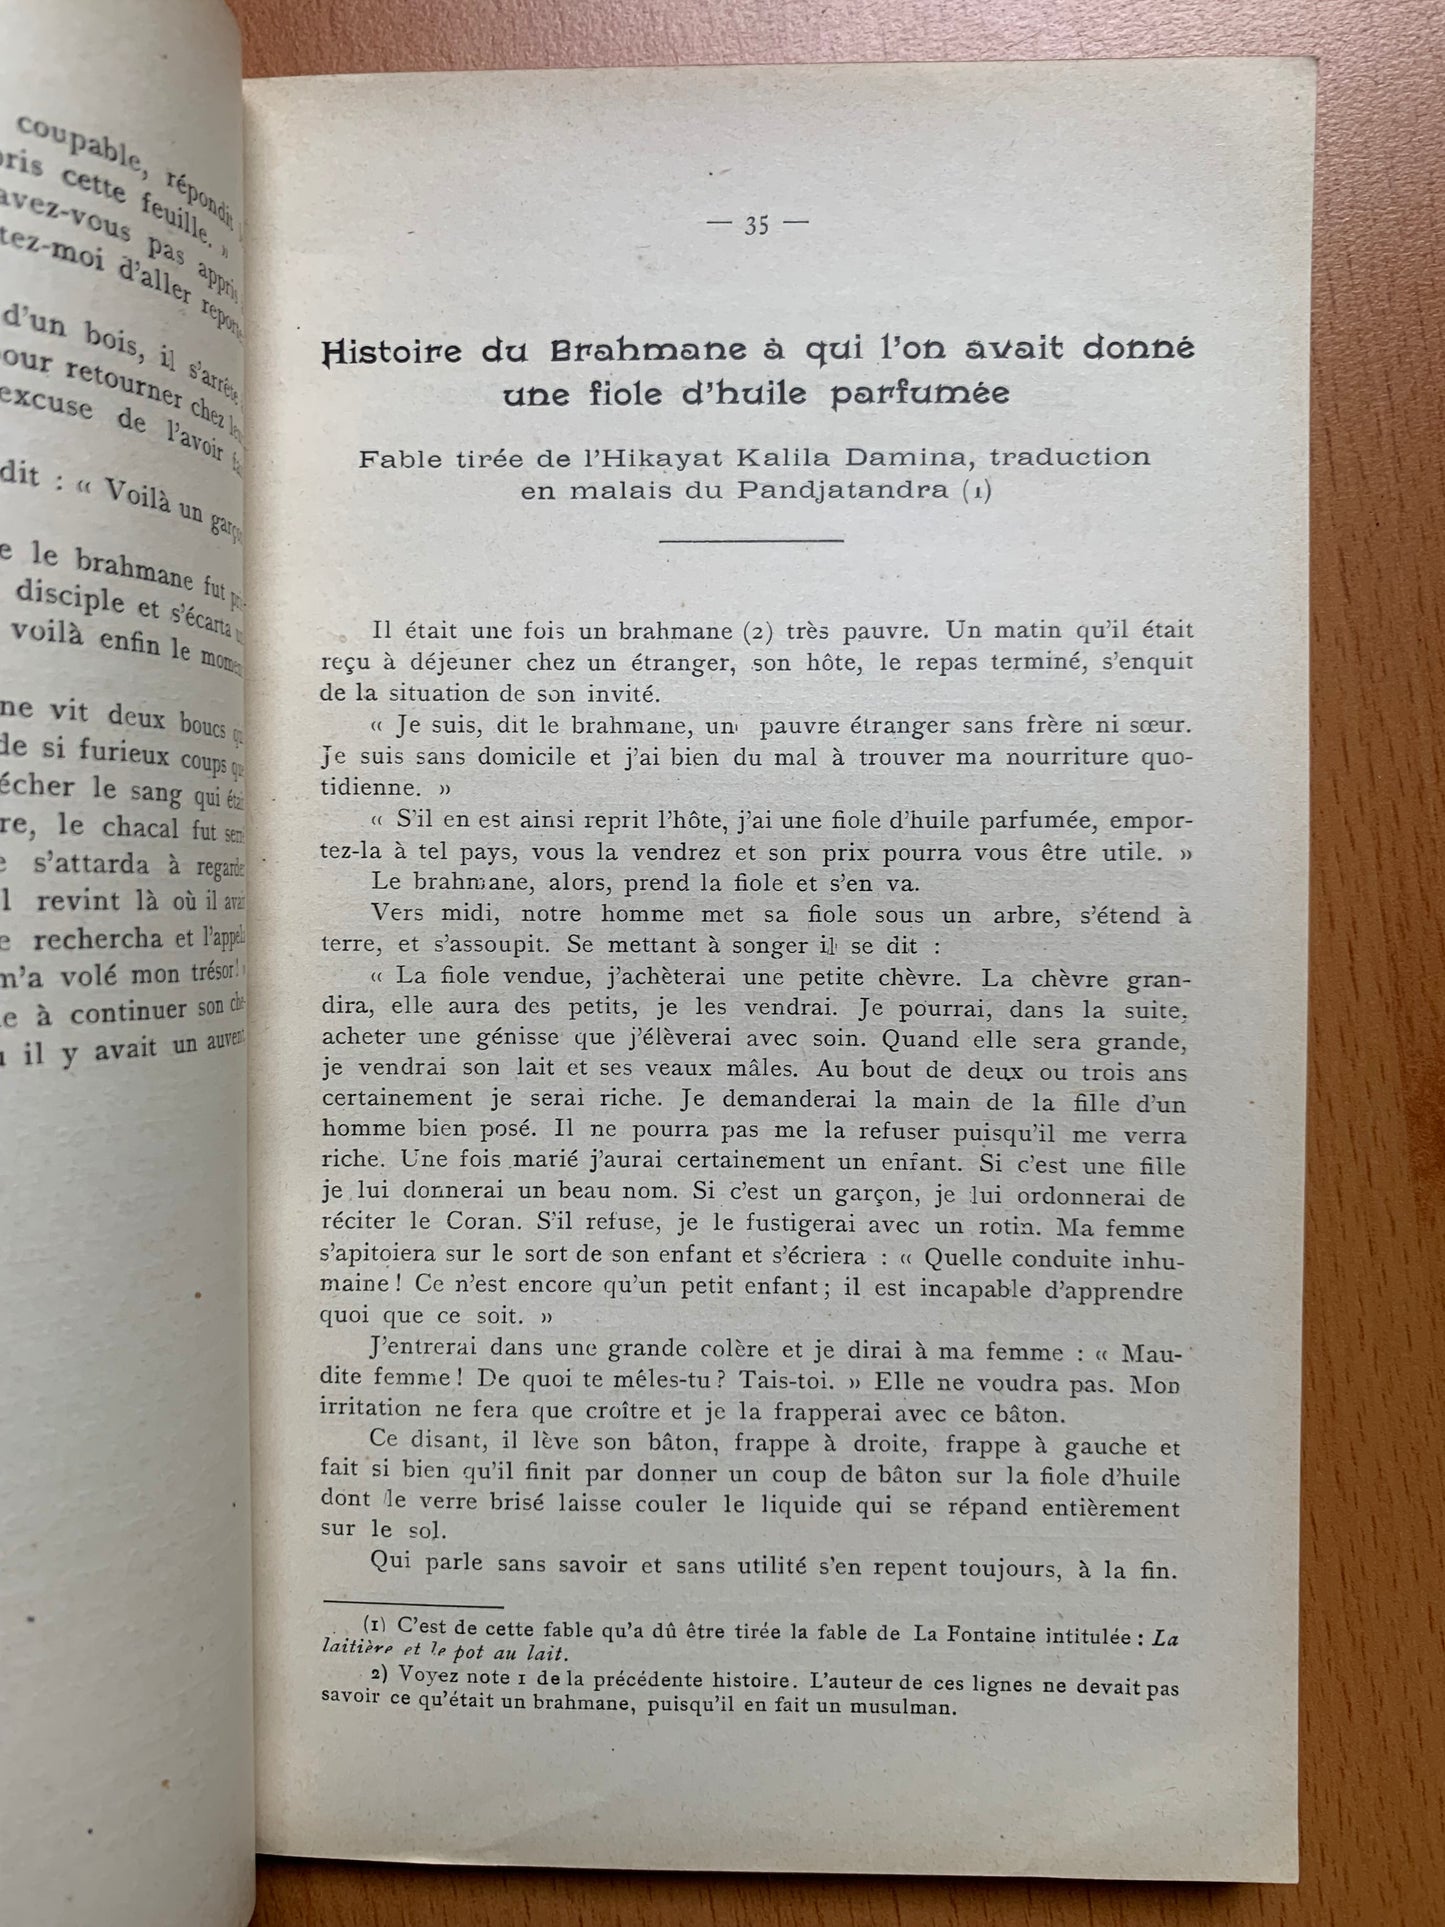 coupable, répondit
cette feuille. »
avez-vous pas appris
d'aller
d'un bois, il s'arrête
pour retourner chez
excuse de l'avoir
dit : « Voilà un
le brahmane fut
disciple et s'écarta
voilà enfin le
vit deux boucs
de si furieux coups
le sang qui
le chacal fut
s'attarda à
revint là où il
rechercha et
m'a volé mon trésor!
à continuer son
il y avait un auvent
— 35 —
Histoire du Brahmane à qui l'on avait donné
une fiole d'huile parfumée
Fable tirée de l'Hikayat Kalila Damina, traduction
en malais du Pandjatandra (1)
Il était une fois un brahmane (2) très pauvre. Un matin qu'il était
reçu à déjeuner chez un étranger, son hôte, le repas terminé, s'enquit
de la situation de son invité.
« Je suis, dit le brahmane, un pauvre étranger sans frère ni sœur.
Je suis sans domicile et j'ai bien du mal à trouver ma nourriture quo-
tidienne. »
« S'il en est ainsi reprit l'hôte, j'ai une fiole d'huile parfumée, empor-
tez-la à tel pays, vous la vendrez et son prix pourra vous être utile. »
Le brahmane, alors, prend la fiole et s'en va.
Vers midi, notre homme met sa fiole sous un arbre, s'étend à
terre, et s'assoupit. Se mettant à songer il se dit :
« La fiole vendue, j'achèterai une petite chèvre. La chèvre gran-
dira, elle aura des petits, je les vendrai. Je pourrai, dans la suite,
acheter une génisse que j'élèverai avec soin. Quand elle sera grande,
je vendrai son lait et ses veaux mâles. Au bout de deux ou trois ans
certainement je serai riche. Je demanderai la main de la fille d'un
homme bien posé. Il ne pourra pas me la refuser puisqu'il me verra
riche. Une fois marié j'aurai certainement un enfant. Si c'est une fille
je lui donnerai un beau nom. Si c'est un garçon, je lui ordonnerai de
réciter le Coran. S'il refuse, je le fustigerai avec un rotin. Ma femme
s'apitoiera sur le sort de son enfant et s'écriera : « Quelle conduite inhu-
maine ! Ce n'est encore qu'un petit enfant ; il est incapable d'apprendre
quoi que ce soit. »
J'entrerai dans une grande colère et je dirai à ma femme : « Mau-
dite femme ! De quoi te mêles-tu ? Tais-toi. » Elle ne voudra pas. Mon
irritation ne fera que croître et je la frapperai avec ce bâton.
Ce disant, il lève son bâton, frappe à droite, frappe à gauche et
fait si bien qu'il finit par donner un coup de bâton sur la fiole d'huile
dont le verre brisé laisse couler le liquide qui se répand entièrement
sur le sol.
Qui parle sans savoir et sans utilité s'en repent toujours, à la fin.
(1) C'est de cette fable qu'a dû être tirée la fable de La Fontaine intitulée : La
laitière et le pot au lait.
2) Voyez note 1 de la précédente histoire. L'auteur de ces lignes ne devait pas
savoir ce qu'était un brahmane, puisqu'il en fait un musulman.